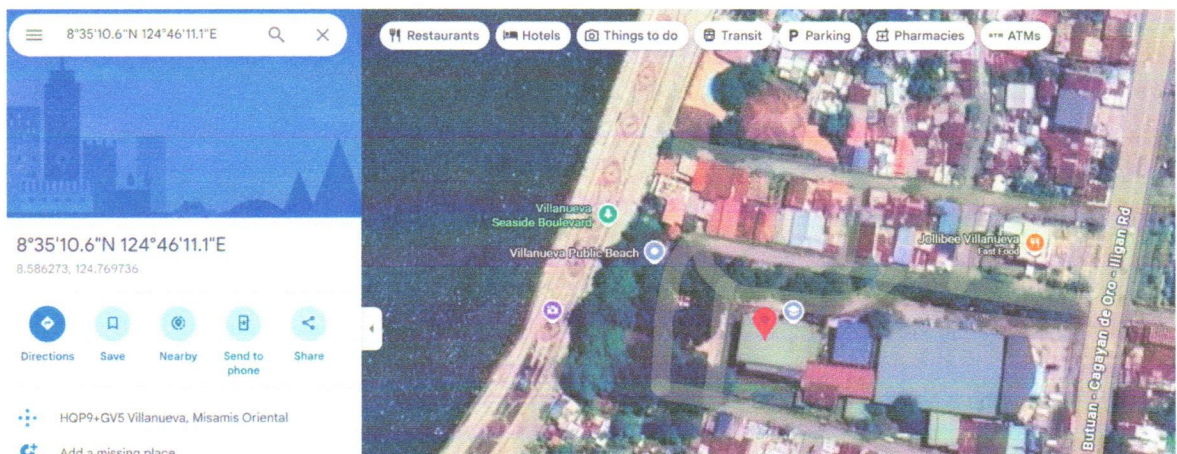 8°35'10.6"N 124°46'11.1"E
Restaurants
Hotels
Things to do
Transit
P Parking
Pharmacies
ATM ATMs
8°35'10.6"N 124°46'11.1"E
8.586273, 124.769736
Directions
Save
Nearby
Send to
phone
Share
HQP9+GV5 Villanueva, Misamis Oriental
Add a missing place
Villanueva
Seaside Boulevard
Villanueva Public Beach
Jollibee Villanueva
Fast Food
Butuan - Cagayan de Oro - Iligan Rd